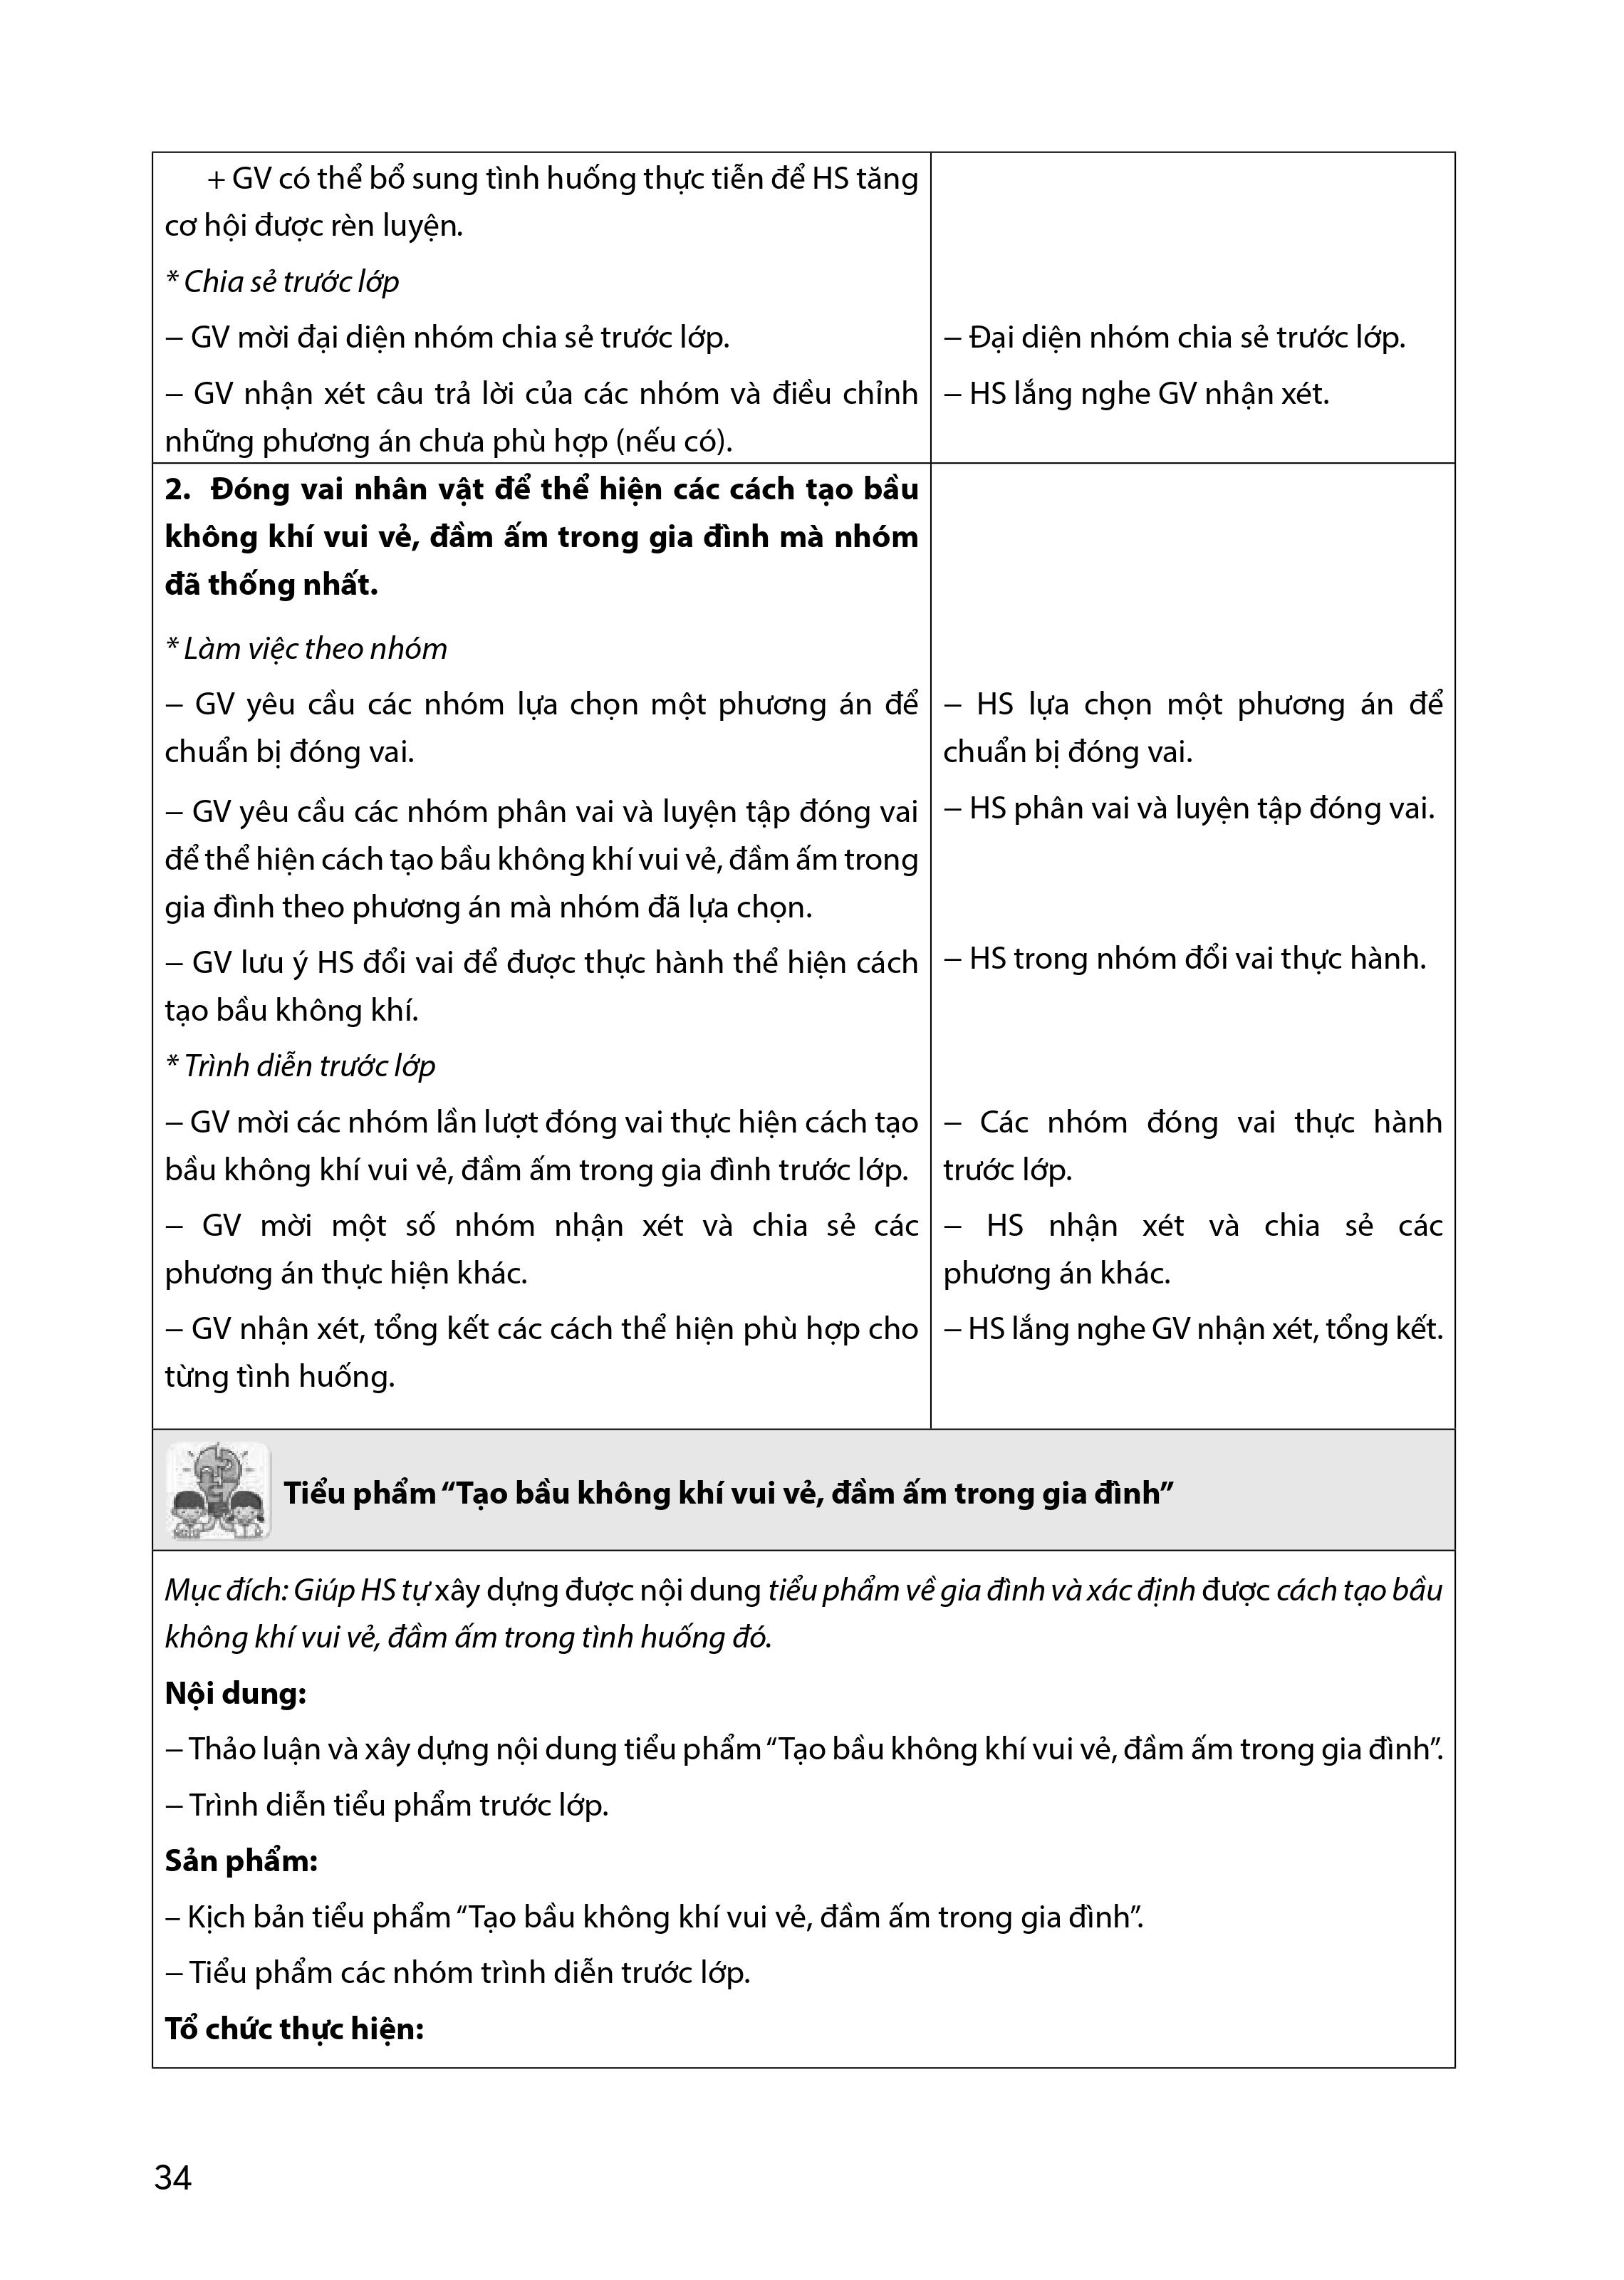 + GV có thể bổ sung tình huống thực tiễn để HS tăng
cơ hội được rèn luyện.
* Chia sẻ trước lớp
– GV mời đại diện nhóm chia sẻ trước lớp.
– Đại diện nhóm chia sẻ trước lớp.
– GV nhận xét câu trả lời của các nhóm và điều chỉnh
những phương án chưa phù hợp (nếu có).
– HS lắng nghe GV nhận xét.
2. Đóng vai nhân vật để thể hiện các cách tạo bầu
không khí vui vẻ, đầm ấm trong gia đình mà nhóm
đã thống nhất.
* Làm việc theo nhóm
– GV yêu cầu các nhóm lựa chọn một phương án để
chuẩn bị đóng vai.
– HS lựa chọn một phương án để
chuẩn bị đóng vai.
– GV yêu cầu các nhóm phân vai và luyện tập đóng vai
để thể hiện cách tạo bầu không khí vui vẻ, đầm ấm trong
gia đình theo phương án mà nhóm đã lựa chọn.
– HS phân vai và luyện tập đóng vai.
– GV lưu ý HS đổi vai để được thực hành thể hiện cách
tạo bầu không khí.
– HS trong nhóm đổi vai thực hành.
* Trình diễn trước lớp
– GV mời các nhóm lần lượt đóng vai thực hiện cách tạo
bầu không khí vui vẻ, đầm ấm trong gia đình trước lớp.
– Các nhóm đóng vai thực hành
trước lớp.
– GV mời một số nhóm nhận xét và chia sẻ các
phương án thực hiện khác.
– HS nhận xét và chia sẻ các
phương án khác.
– GV nhận xét, tổng kết các cách thể hiện phù hợp cho
từng tình huống.
– HS lắng nghe GV nhận xét, tổng kết.
Tiểu phẩm “Tạo bầu không khí vui vẻ, đầm ấm trong gia đình”
Mục đích: Giúp HS tự xây dựng được nội dung tiểu phẩm về gia đình và xác định được cách tạo bầu
không khí vui vẻ, đầm ấm trong tình huống đó.
Nội dung:
– Thảo luận và xây dựng nội dung tiểu phẩm “Tạo bầu không khí vui vẻ, đầm ấm trong gia đình”.
– Trình diễn tiểu phẩm trước lớp.
Sản phẩm:
– Kịch bản tiểu phẩm “Tạo bầu không khí vui vẻ, đầm ấm trong gia đình”.
– Tiểu phẩm các nhóm trình diễn trước lớp.
Tổ chức thực hiện:
34